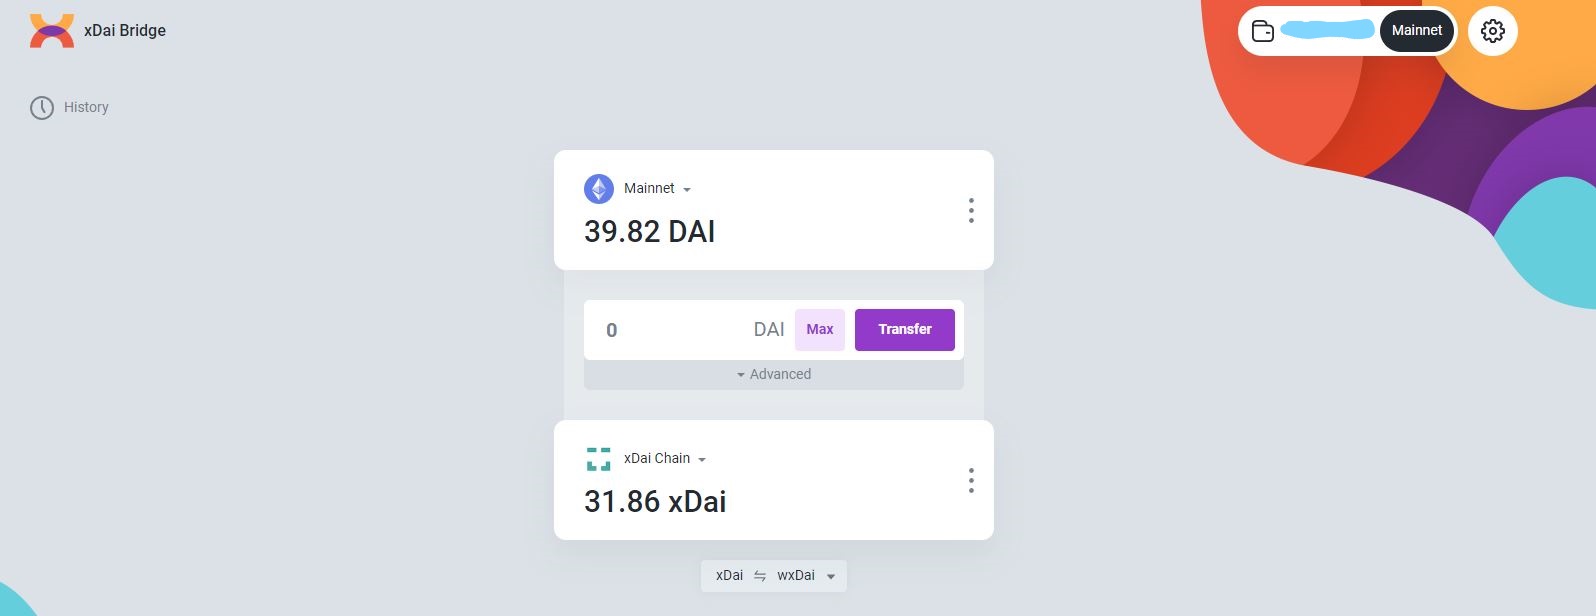 xDai Bridge
Mainnet
History
Mainnet
39.82 DAI
0 DAI Max Transfer
Advanced
xDai Chain
31.86 xDai
xDai ⇋ wxDai